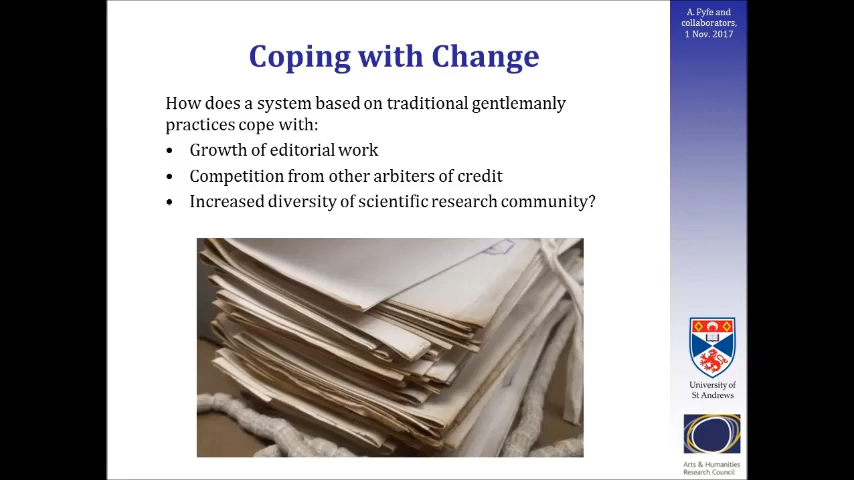 Coping with Change
How does a system based on traditional gentlemanly
practices cope with:
• Growth of editorial work
• Competition from other arbiters of credit
• Increased diversity of scientific research community?
A. Fyfe and
collaborators,
1 Nov. 2017
University of
St Andrews
Arts & Humanities
Research Council